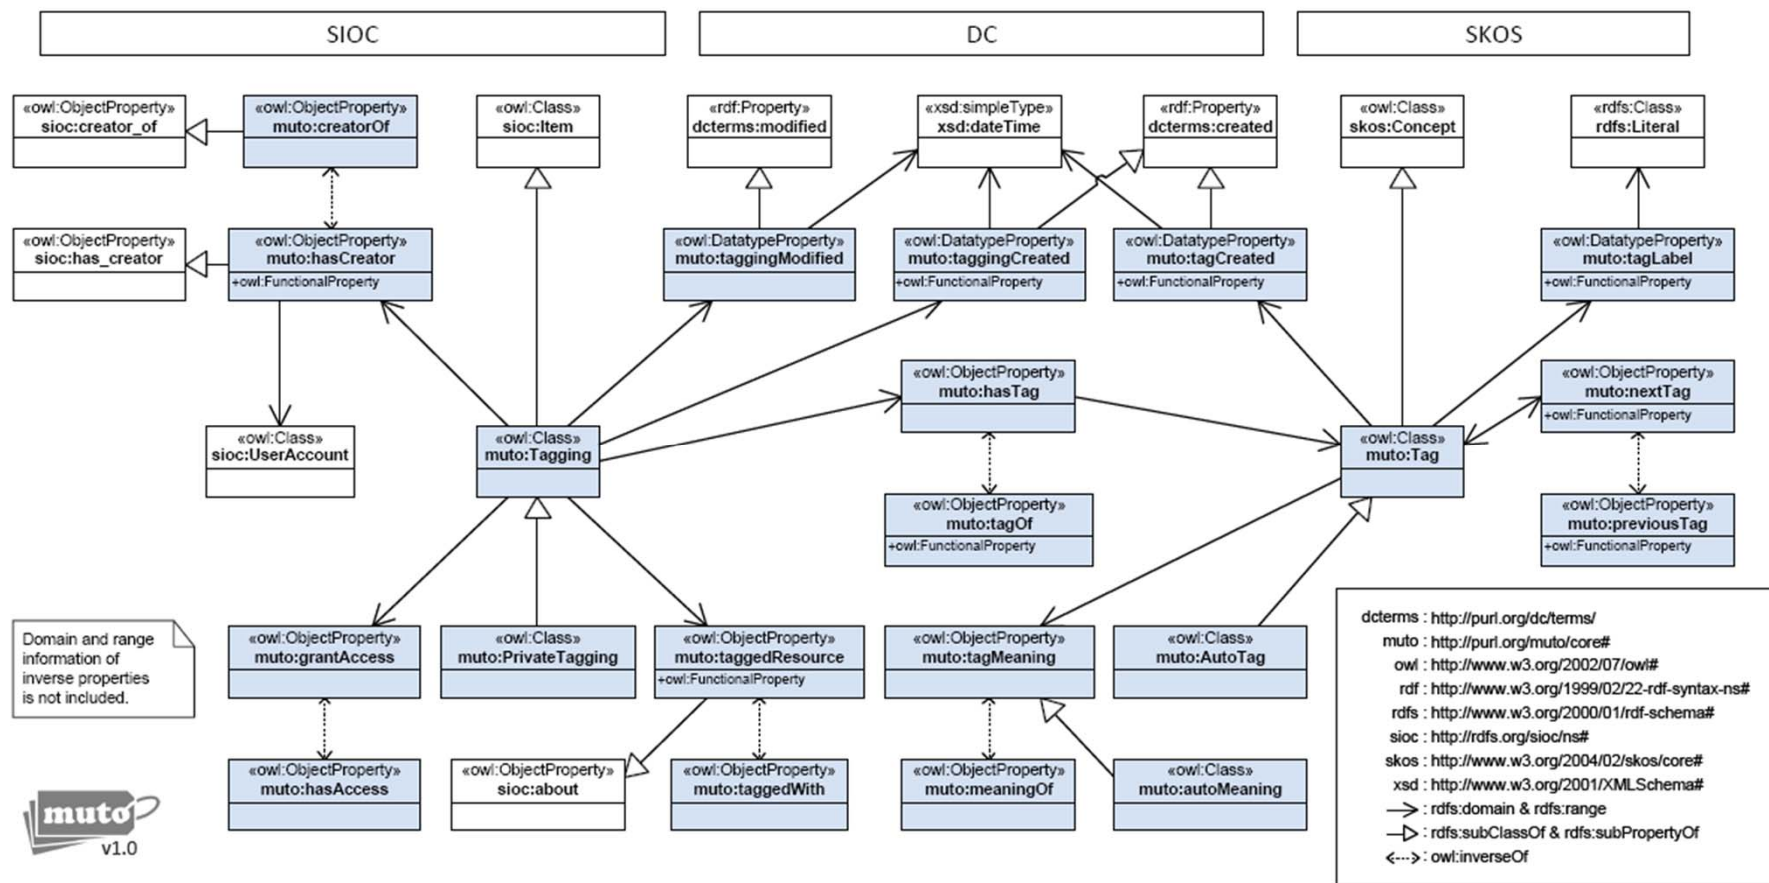 SIOC
DC
SKOS
«owl:ObjectProperty»
sioc:creator_of
«owl:ObjectProperty»
muto:creatorOf
«owl:Class»
sioc:Item
«rdf:Property»
dcterms:modified
«xsd:simpleType»
xsd:dateTime
«rdf:Property»
dcterms:created
«owl:Class»
skos:Concept
«rdfs:Class»
rdfs:Literal
«owl:ObjectProperty»
sioc:has_creator
«owl:ObjectProperty»
muto:hasCreator
+owl:FunctionalProperty
«owl:DatatypeProperty»
muto:taggingModified
«owl:DatatypeProperty»
muto:taggingCreated
+owl:FunctionalProperty
«owl:DatatypeProperty»
muto:tagCreated
+owl:FunctionalProperty
«owl:DatatypeProperty»
muto:tagLabel
+owl:FunctionalProperty
«owl:ObjectProperty»
muto:hasTag
«owl:ObjectProperty»
muto:nextTag
+owl:FunctionalProperty
«owl:Class»
sioc:UserAccount
«owl:Class»
muto:Tagging
«owl:Class»
muto:Tag
«owl:ObjectProperty»
muto:tagOf
+owl:FunctionalProperty
«owl:ObjectProperty»
muto:previousTag
+owl:FunctionalProperty
Domain and range
information of
inverse properties
is not included.
«owl:ObjectProperty»
muto:grantAccess
«owl:Class»
muto:PrivateTagging
«owl:ObjectProperty»
muto:taggedResource
+owl:FunctionalProperty
«owl:ObjectProperty»
muto:tagMeaning
«owl:Class»
muto:AutoTag
«owl:ObjectProperty»
muto:hasAccess
«owl:ObjectProperty»
sioc:about
«owl:ObjectProperty»
muto:taggedWith
«owl:ObjectProperty»
muto:meaningOf
«owl:Class»
muto:autoMeaning
dcterms : http://purl.org/dc/terms/
muto : http://purl.org/muto/core#
owl : http://www.w3.org/2002/07/owl#
rdf : http://www.w3.org/1999/02/22-rdf-syntax-ns#
rdfs : http://www.w3.org/2000/01/rdf-schema#
sioc : http://rdfs.org/sioc/ns#
skos : http://www.w3.org/2004/02/skos/core#
xsd : http://www.w3.org/2001/XMLSchema#
: rdfs:domain & rdfs:range
: rdfs:subClassOf & rdfs:subPropertyOf
: owl:inverseOf
muto
v1.0